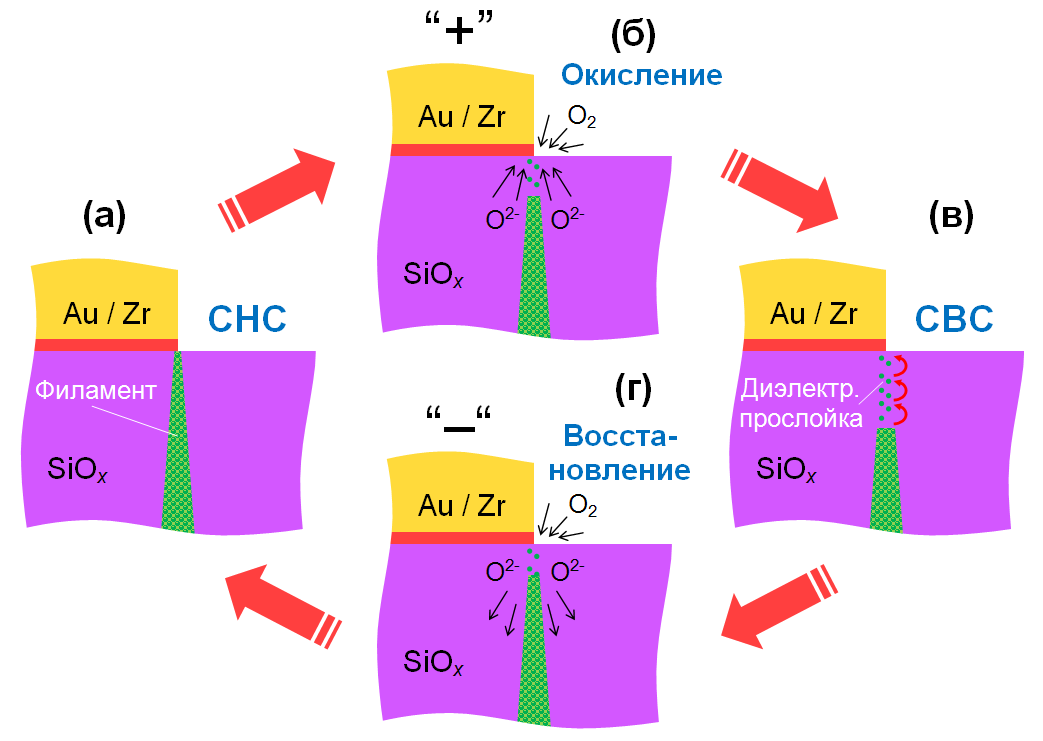 (а)
Au / Zr
СНС
Филамент
SiOx
“+”
(б)
Окисление
Au / Zr
O2
O2- O2-
SiOx
(в)
Au / Zr
СВС
Диэлектр.
прослойка
SiOx
“–“
(г)
Восста-
новление
Au / Zr
O2
O2- O2-
SiOx